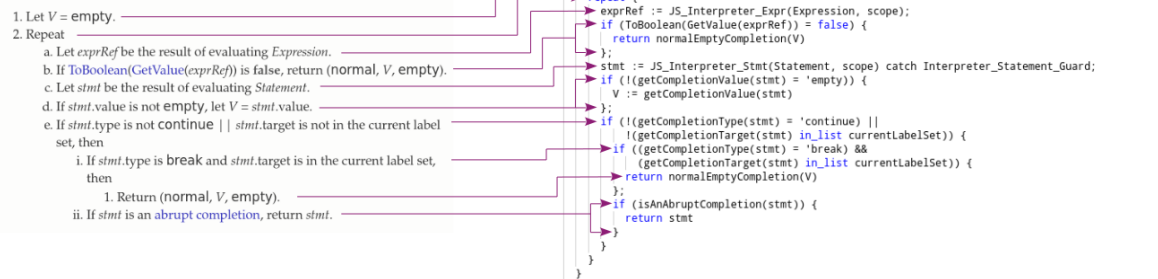 1. Let V = empty.
2. Repeat
a. Let exprRef be the result of evaluating Expression.
b. If ToBoolean(GetValue(exprRef)) is false, return (normal, V, empty).
c. Let stmt be the result of evaluating Statement.
d. If stmt.value is not empty, let V = stmt.value.
e. If stmt.type is not continue || stmt.target is not in the current label
set, then
i. If stmt.type is break and stmt.target is in the current label set,
then
1. Return (normal, V, empty).
ii. If stmt is an abrupt completion, return stmt.
exprRef := JS_Interpreter_Expr(Expression, scope);
if (ToBoolean(GetValue(exprRef)) = false) {
return normalEmptyCompletion(V)
};
stmt := JS_Interpreter_Stmt(Statement, scope) catch Interpreter_Statement_Guard;
if (!(getCompletionValue(stmt) = 'empty)) {
V := getCompletionValue(stmt)
};
if (!(getCompletionType(stmt) = 'continue) ||
!(getCompletionTarget(stmt) in_list currentLabelSet)) {
if ((getCompletionType(stmt) = 'break) &&
(getCompletionTarget(stmt) in_list currentLabelSet)) {
return normalEmptyCompletion(V)
};
if (isAnAbruptCompletion(stmt)) {
return stmt
}
}
}
}